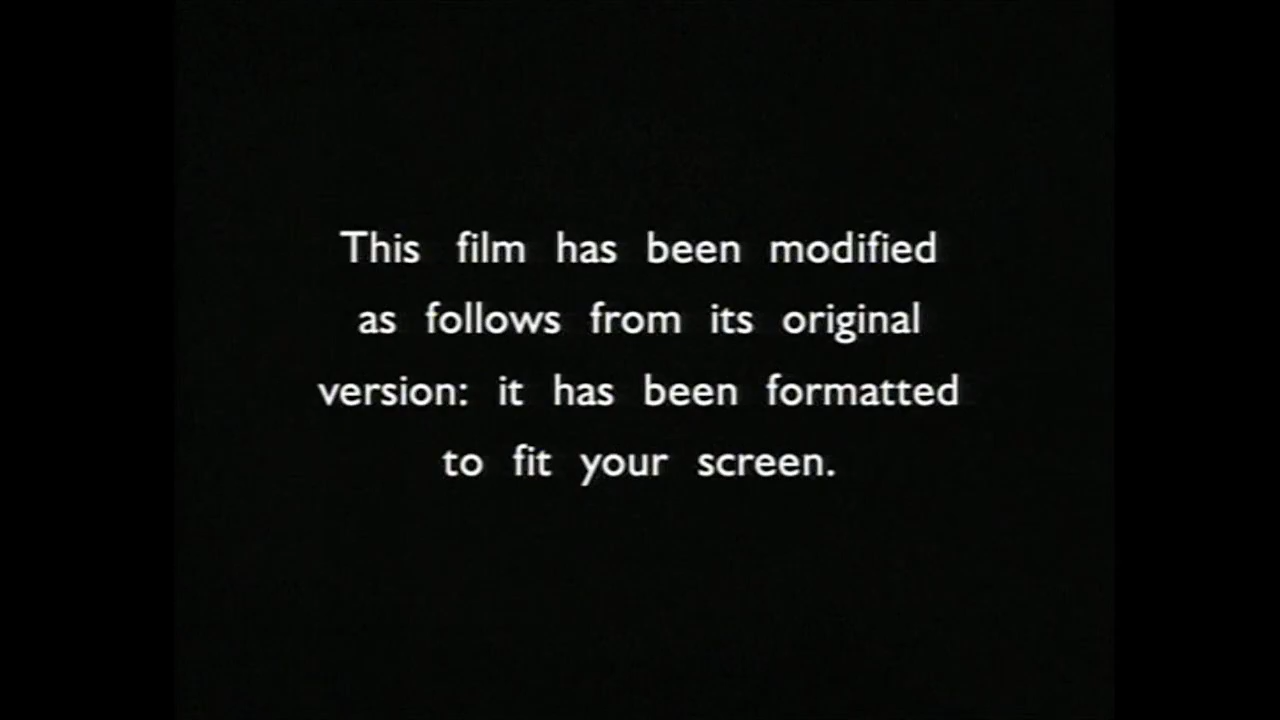 This film has been modified
as follows from its original
version: it has been formatted
to fit your screen.